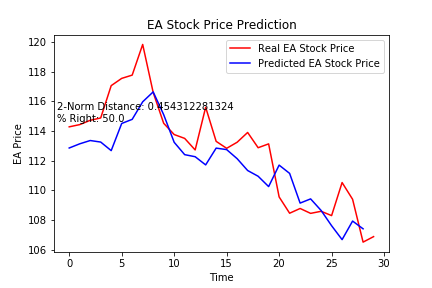 EA Stock Price Prediction
120
118
116
114
112
110
108
106
EA Price
Real EA Stock Price
Predicted EA Stock Price
2-Norm Distance: 0.454312281324
% Right: 50.0
0
5
10
15
20
25
30
Time